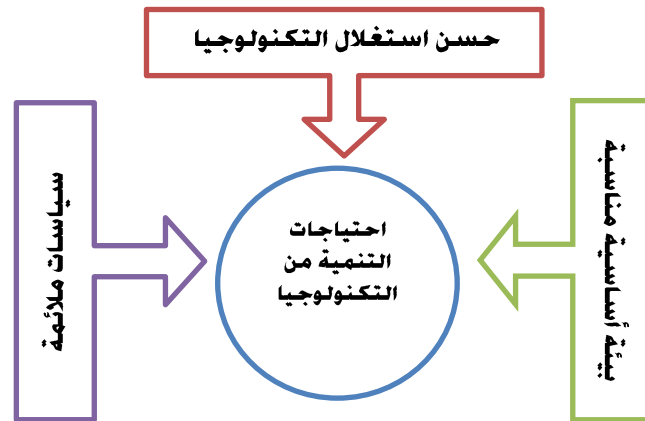 حسن استغلال التكنولوجيا
بيئة أساسية مناسبة
احتياجات
التنمية من
التكنولوجيا
سياسات ملائمة